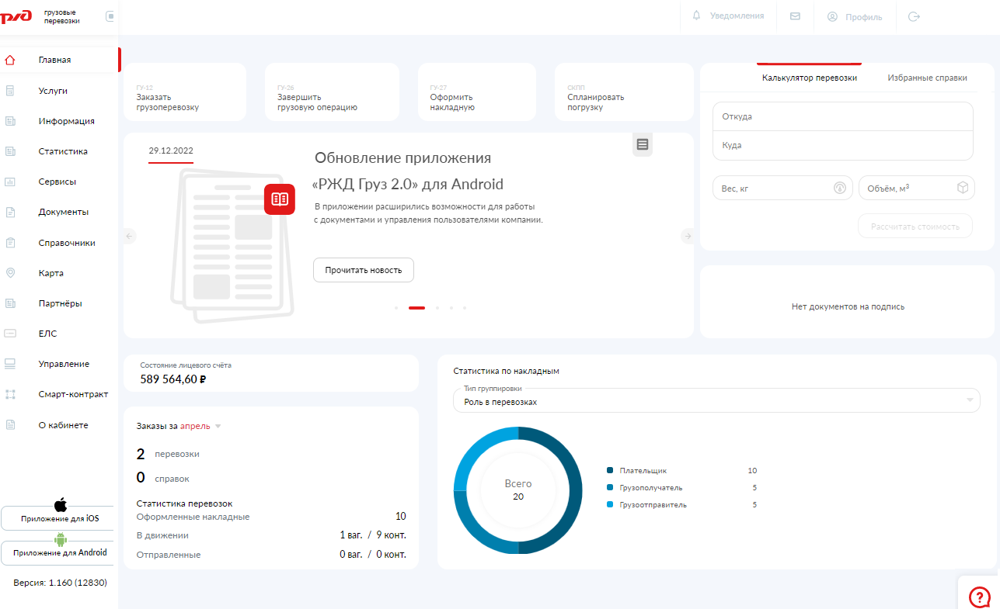 ржд
грузовые
перевозки
Уведомления
Профиль
Главная
Услуги
Информация
Статистика
Сервисы
Документы
Справочники
Карта
Партнёры
ЕЛС
Управление
Смарт-контракт
О кабинете
Приложение для iOS
Приложение для Android
Версия: 1.160 (12830)
ГУ-12
Заказать
грузоперевозку
ГУ-26
Завершить
грузовую операцию
ГУ-27
Оформить
накладную
СКПП
Спланировать
погрузку
29.12.2022
Обновление приложения
«РЖД Груз 2.0» для Android
В приложении расширились возможности для работы
с документами и управления пользователями компании.
Прочитать новость
Калькулятор перевозки
Избранные справки
Откуда
Куда
Вес, кг
Объём, м³
Рассчитать стоимость
Нет документов на подпись
Состояние лицевого счёта
589 564,60 ₽
Заказы за апрель
2 перевозки
0 справок
Статистика перевозок
Оформленные накладные 10
В движении 1 ваг. / 9 конт.
Отправленные 0 ваг. / 0 конт.
Статистика по накладным
Тип группировки
Роль в перевозках
Всего
20
Плательщик 10
Грузополучатель 5
Грузоотправитель 5
?